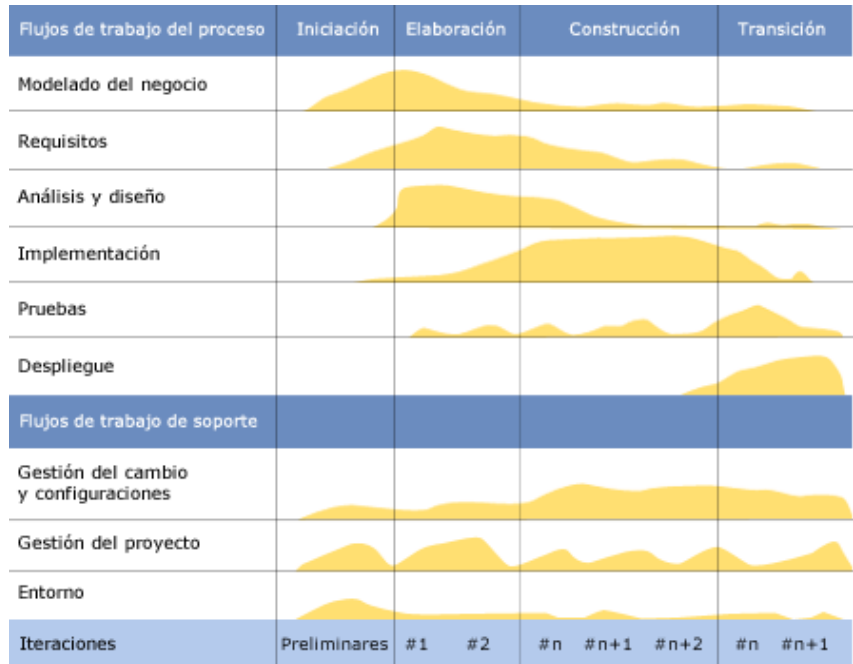 Flujos de trabajo del proceso Iniciación Elaboración Construcción Transición
Modelado del negocio
Requisitos
Análisis y diseño
Implementación
Pruebas
Despliegue
Flujos de trabajo de soporte
Gestión del cambio
y configuraciones
Gestión del proyecto
Entorno
Iteraciones Preliminares #1 #2 #n #n+1 #n+2 #n #n+1